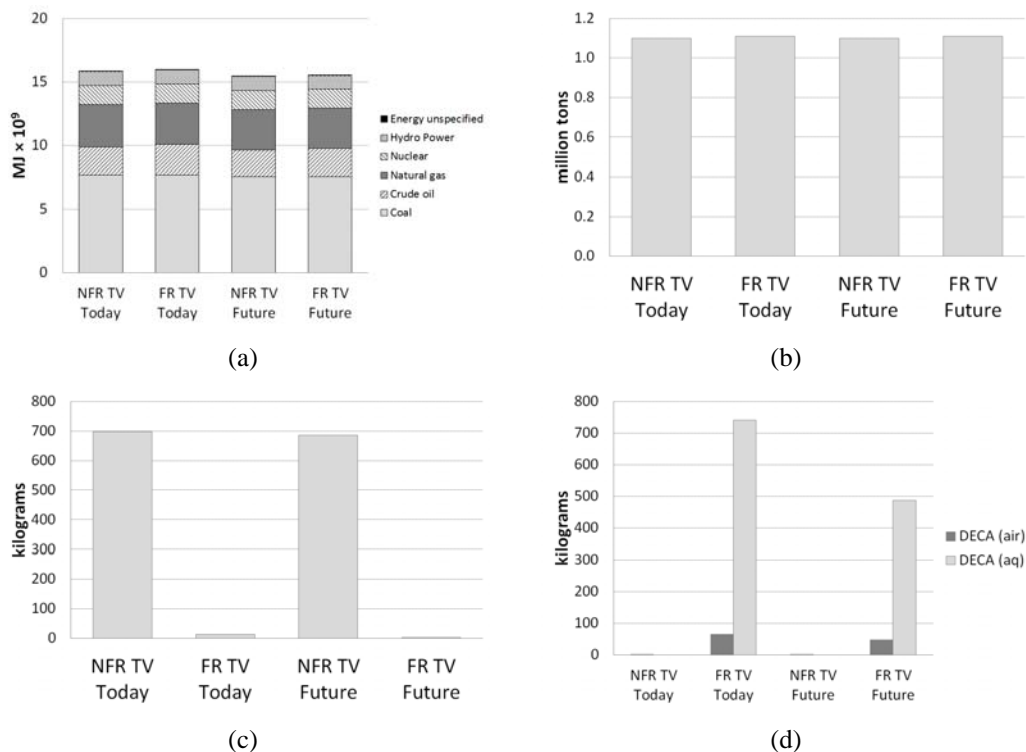 20
15
10
5
0
MJ × 10⁹
NFR TV
Today
FR TV
Today
NFR TV
Future
FR TV
Future
Energy unspecified
Hydro Power
Nuclear
Natural gas
Crude oil
Coal
(a)
1.2
1.0
0.8
0.6
0.4
0.2
0.0
million tons
NFR TV
Today
FR TV
Today
NFR TV
Future
FR TV
Future
(b)
800
700
600
500
400
300
200
100
0
kilograms
NFR TV
Today
FR TV
Today
NFR TV
Future
FR TV
Future
(c)
800
700
600
500
400
300
200
100
0
kilograms
NFR TV
Today
FR TV
Today
NFR TV
Future
FR TV
Future
DECA (air)
DECA (aq)
(d)